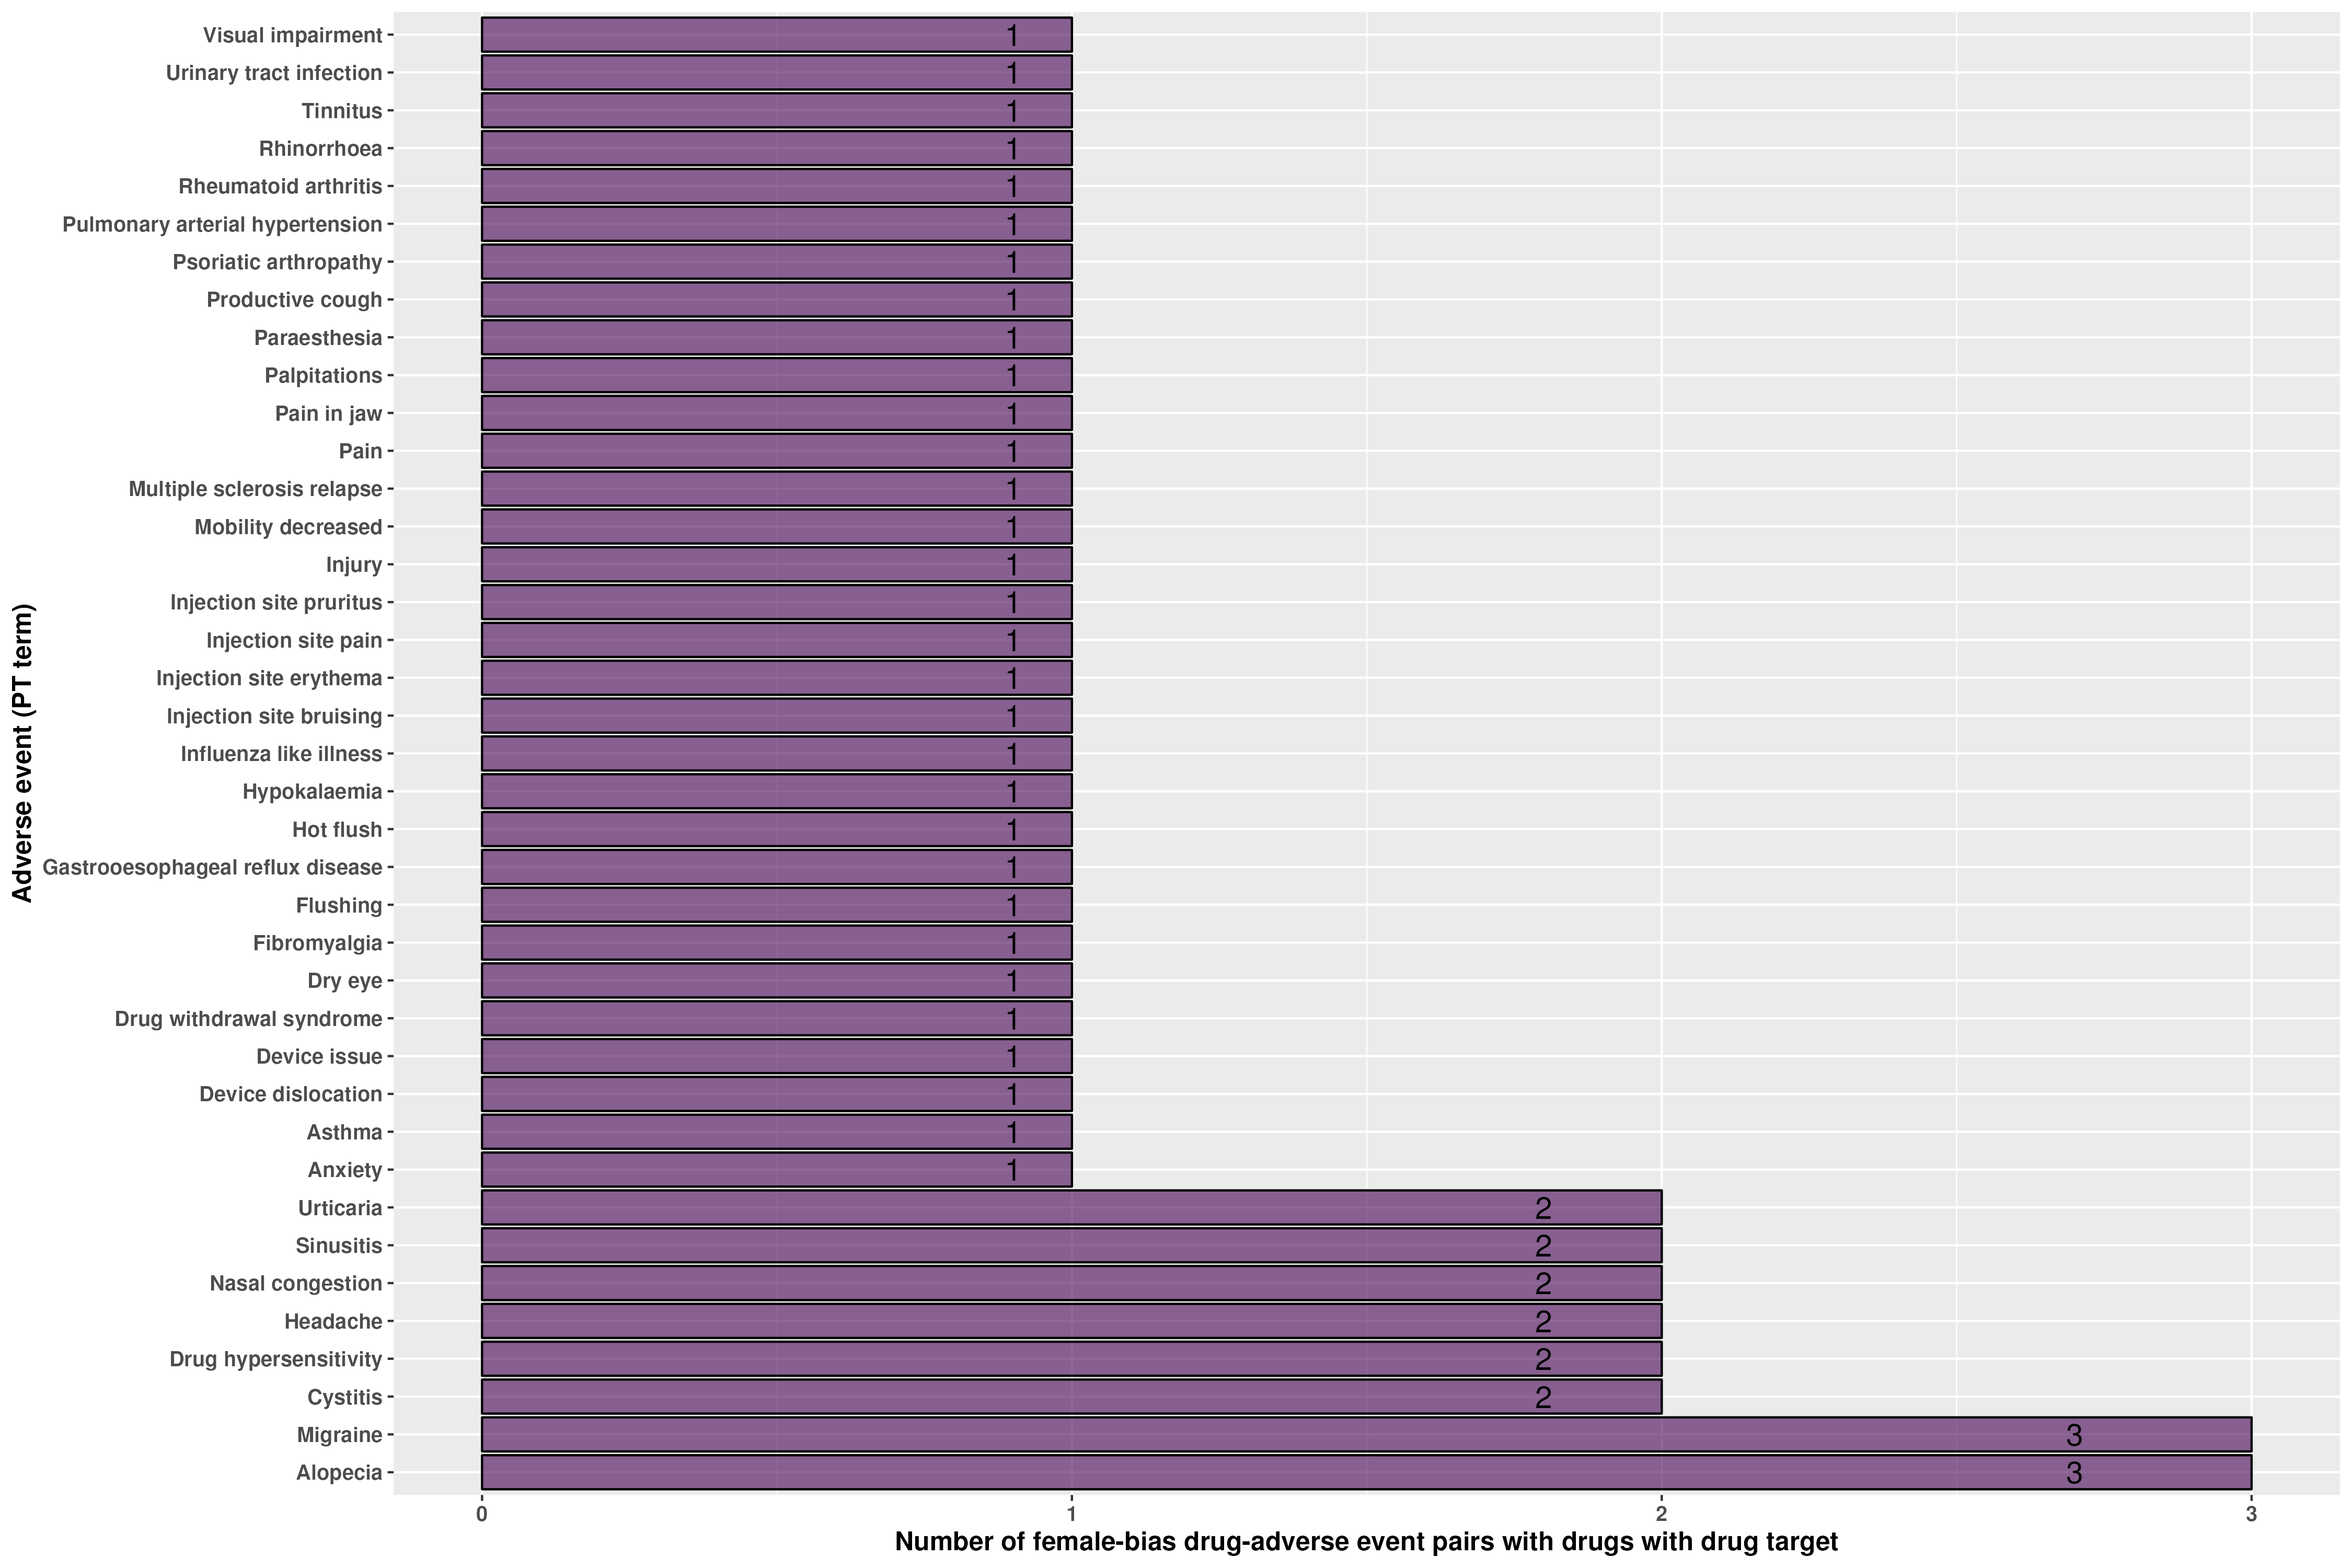 Adverse event (PT term)
Visual impairment 1
Urinary tract infection 1
Tinnitus 1
Rhinorrhoea 1
Rheumatoid arthritis 1
Pulmonary arterial hypertension 1
Psoriatic arthropathy 1
Productive cough 1
Paraesthesia 1
Palpitations 1
Pain in jaw 1
Pain 1
Multiple sclerosis relapse 1
Mobility decreased 1
Injury 1
Injection site pruritus 1
Injection site pain 1
Injection site erythema 1
Injection site bruising 1
Influenza like illness 1
Hypokalaemia 1
Hot flush 1
Gastrooesophageal reflux disease 1
Flushing 1
Fibromyalgia 1
Dry eye 1
Drug withdrawal syndrome 1
Device issue 1
Device dislocation 1
Asthma 1
Anxiety 1
Urticaria 2
Sinusitis 2
Nasal congestion 2
Headache 2
Drug hypersensitivity 2
Cystitis 2
Migraine 3
Alopecia 3
0 1 2 3
Number of female-bias drug-adverse event pairs with drugs with drug target